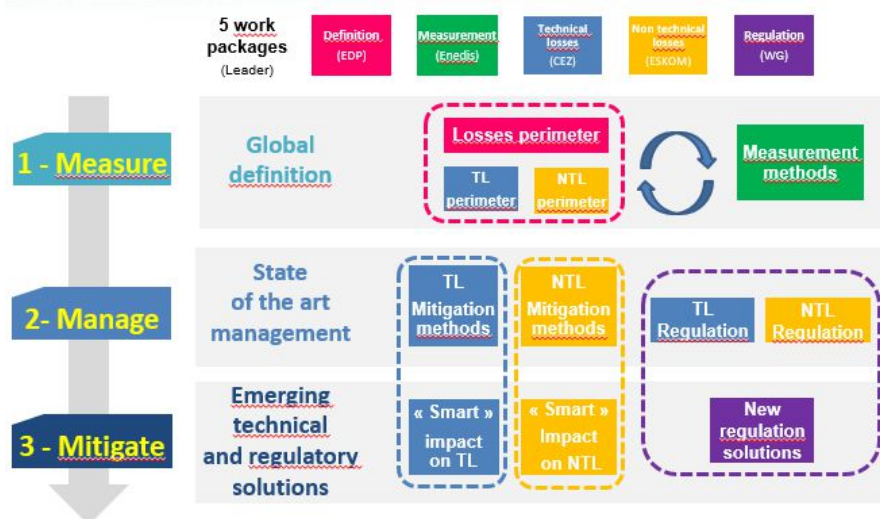 5 work
packages
(Leader)
Definition
(EDP)
Measurement
(Enedis)
Technical
losses
(CEZ)
Non technical
losses
(ESKOM)
Regulation
(WG)
1 - Measure
Global
definition
Losses perimeter
TL
perimeter
NTL
perimeter
Measurement
methods
2- Manage
State
of the art
management
TL
Mitigation
methods
NTL
Mitigation
methods
TL
Regulation
NTL
Regulation
3 - Mitigate
Emerging
technical
and regulatory
solutions
« Smart »
impact
on TL
« Smart »
Impact
on NTL
New
regulation
solutions